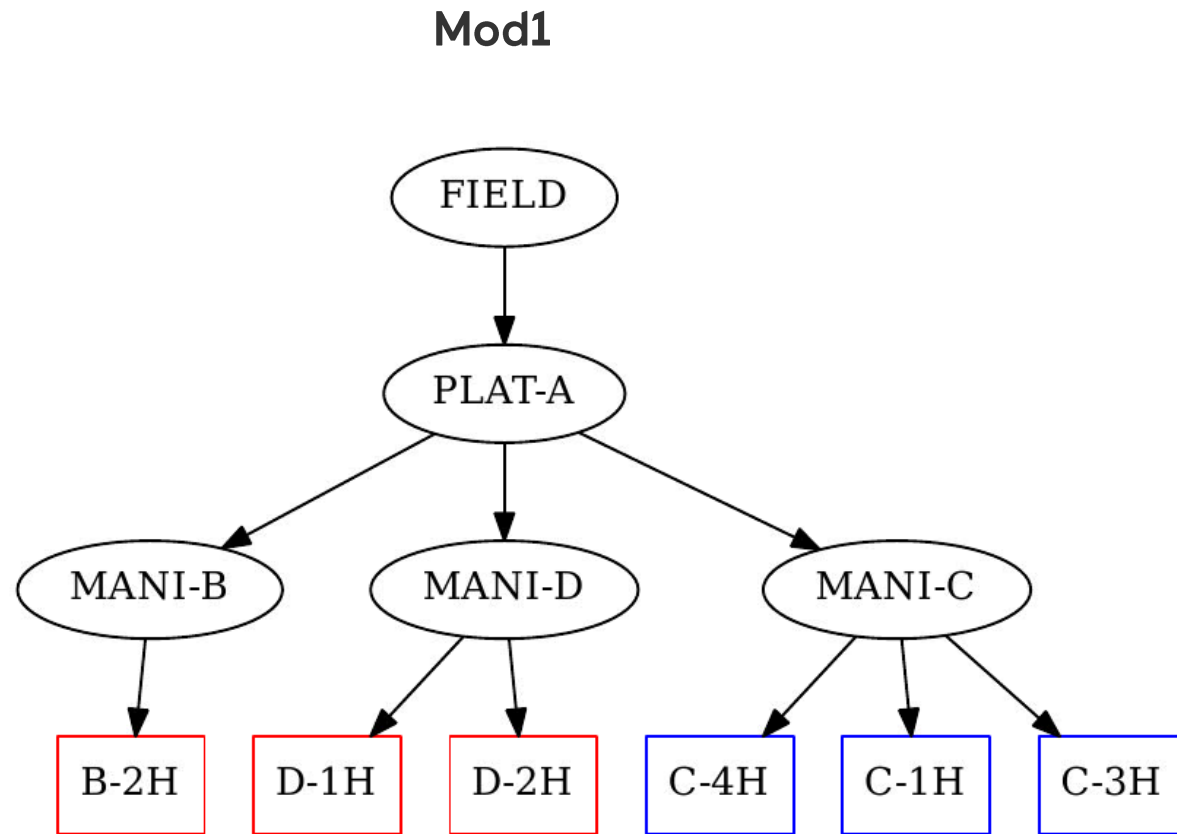 Mod1
FIELD
PLAT-A
MANI-B
MANI-D
MANI-C
B-2H
D-1H
D-2H
C-4H
C-1H
C-3H